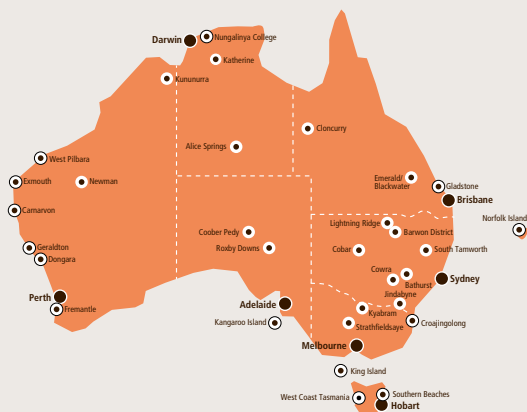 Darwin
Nungalinya College
Katherine
Kununurra
Cloncurry
Alice Springs
West Pilbara
Exmouth
Newman
Emerald/
Blackwater
Gladstone
Brisbane
Carnarvon
Norfolk Island
Lightning Ridge
Barwon District
Coober Pedy
Geraldton
Roxby Downs
Cobar
South Tamworth
Dongara
Cowra
Bathurst
Sydney
Jindabyne
Perth
Fremantle
Adelaide
Kyabram
Kangaroo Island
Strathfieldsaye
Croajingolong
Melbourne
King Island
West Coast Tasmania
Southern Beaches
Hobart